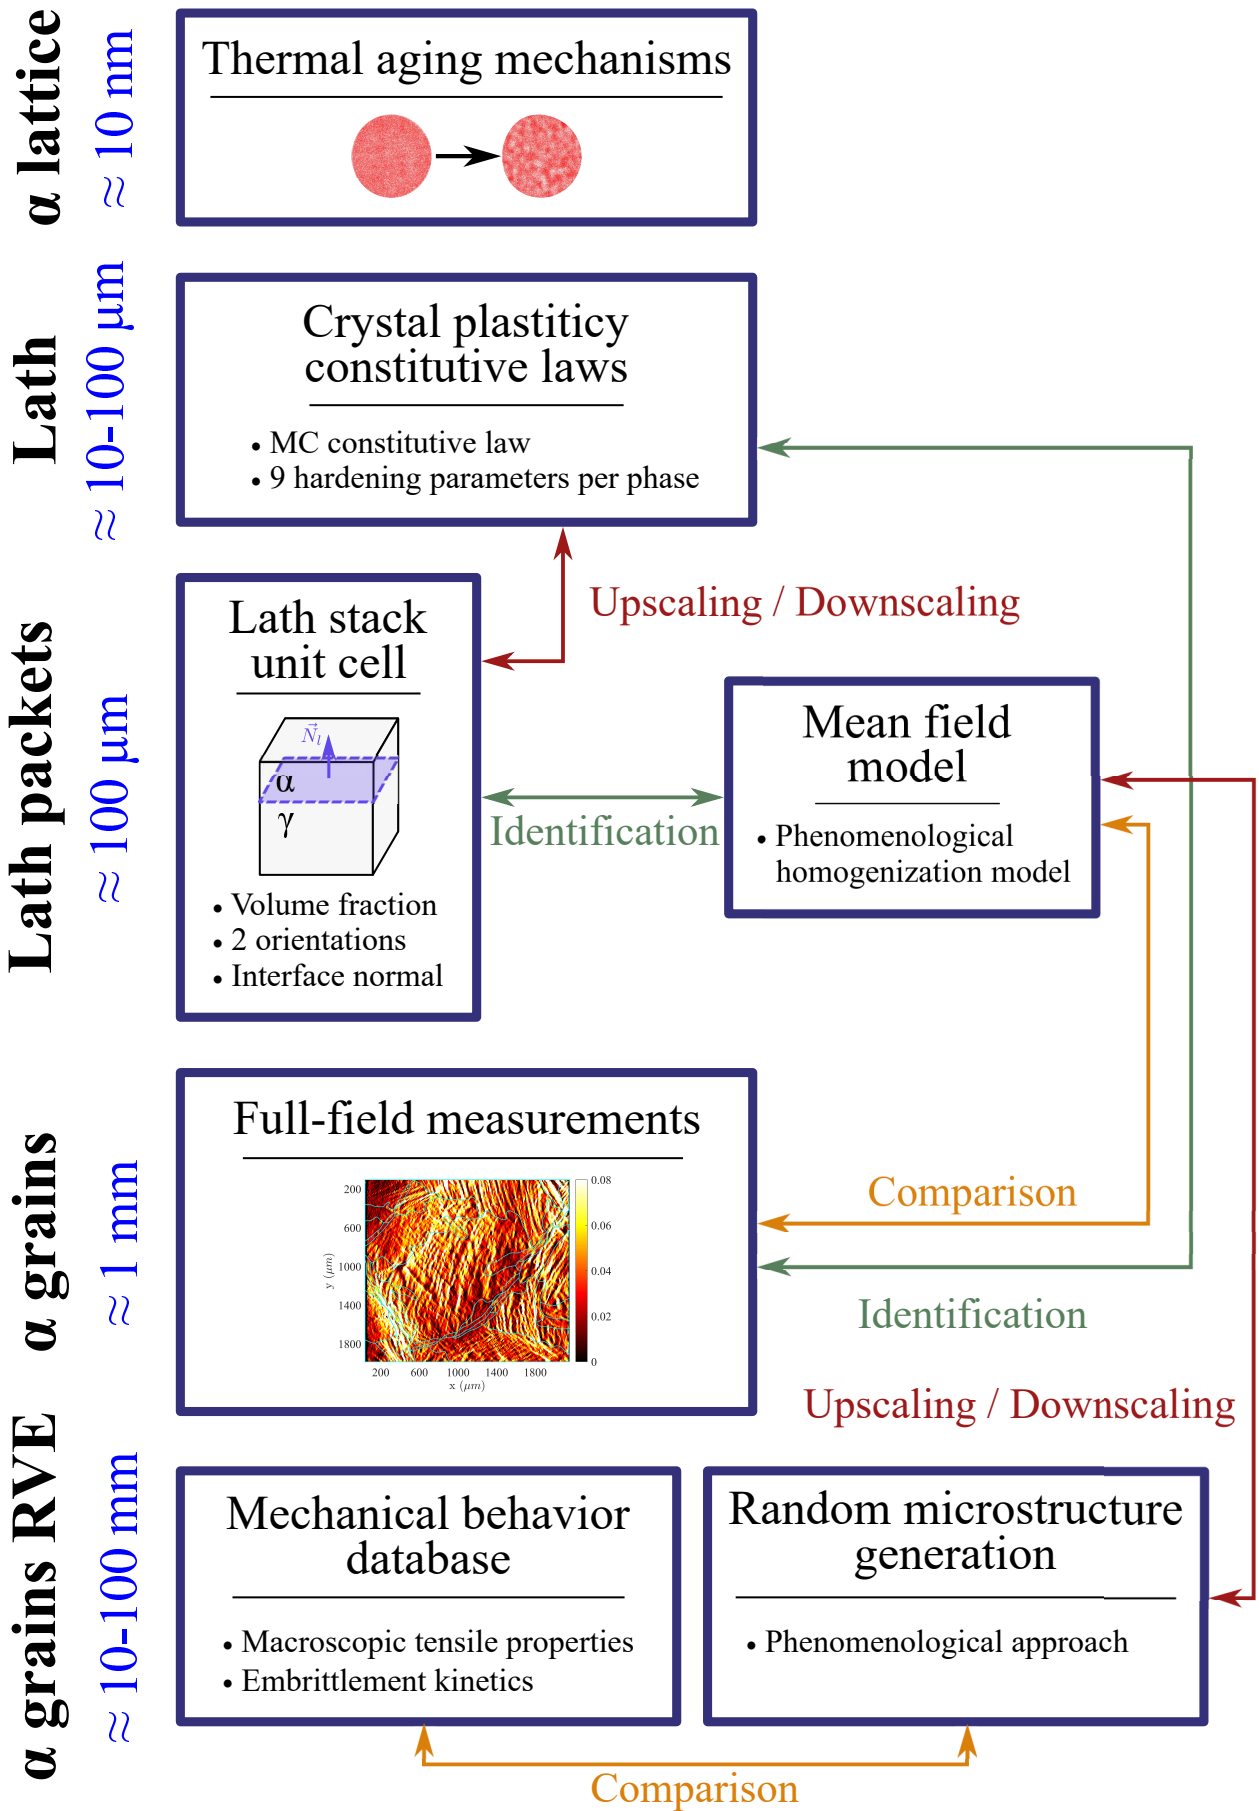 α lattice
≈ 10 nm
Thermal aging mechanisms
Lath
≈ 10-100 μm
Crystal plastiticy
constitutive laws
• MC constitutive law
• 9 hardening parameters per phase
Upscaling / Downscaling
Lath packets
≈ 100 μm
Lath stack
unit cell
N⃗l
α
γ
• Volume fraction
• 2 orientations
• Interface normal
Identification
Mean field
model
• Phenomenological
homogenization model
α grains
≈ 1 mm
Full-field measurements
200
600
1000
1400
1800
y (μm)
200 600 1000 1400 1800
x (μm)
0.08
0.06
0.04
0.02
0
Comparison
Identification
Upscaling / Downscaling
α grains RVE
≈ 10-100 mm
Mechanical behavior
database
• Macroscopic tensile properties
• Embrittlement kinetics
Random microstructure
generation
• Phenomenological approach
Comparison